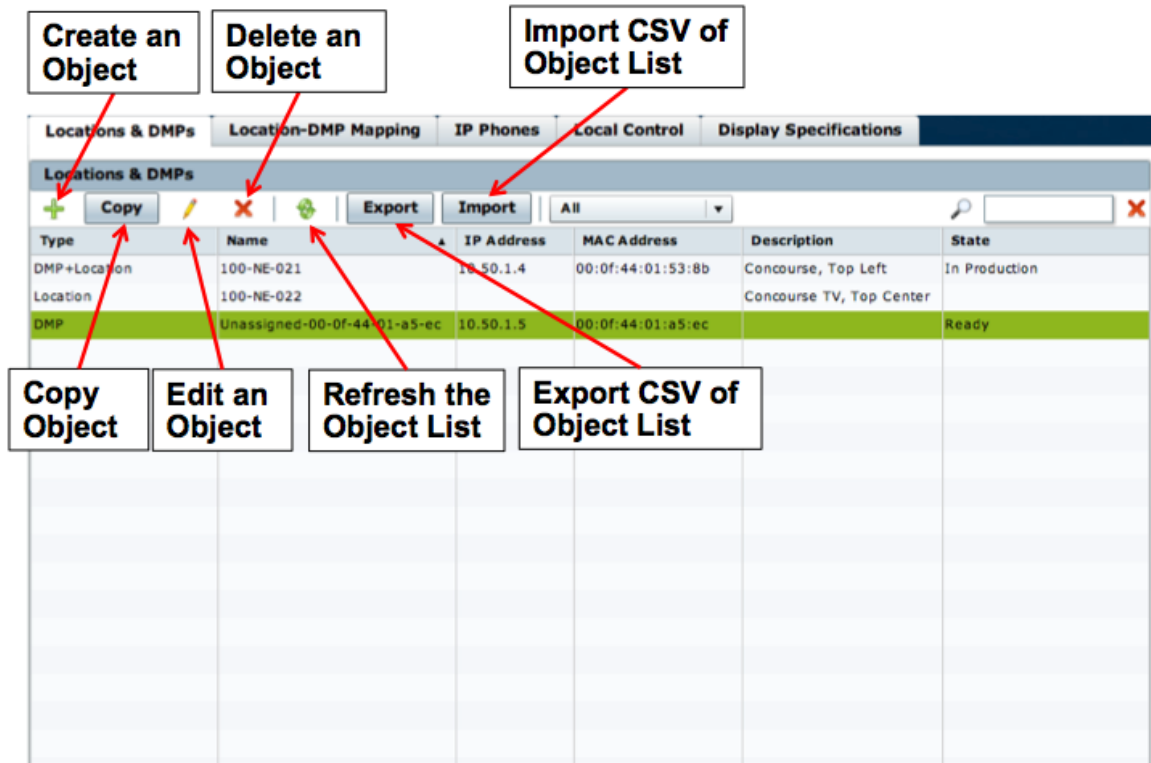 Create an
Object
Delete an
Object
Import CSV of
Object List
Locations & DMPs
Location-DMP Mapping
IP Phones
Local Control
Display Specifications
Locations & DMPs
Copy
Export
Import
All
Type
Name
IP Address
MAC Address
Description
State
DMP+Location
100-NE-021
10.50.1.4
00:0f:44:01:53:8b
Concourse, Top Left
In Production
Location
100-NE-022
Concourse TV, Top Center
DMP
Unassigned-00-0f-44-01-a5-ec
10.50.1.5
00:0f:44:01:a5:ec
Ready
Copy
Object
Edit an
Object
Refresh the
Object List
Export CSV of
Object List